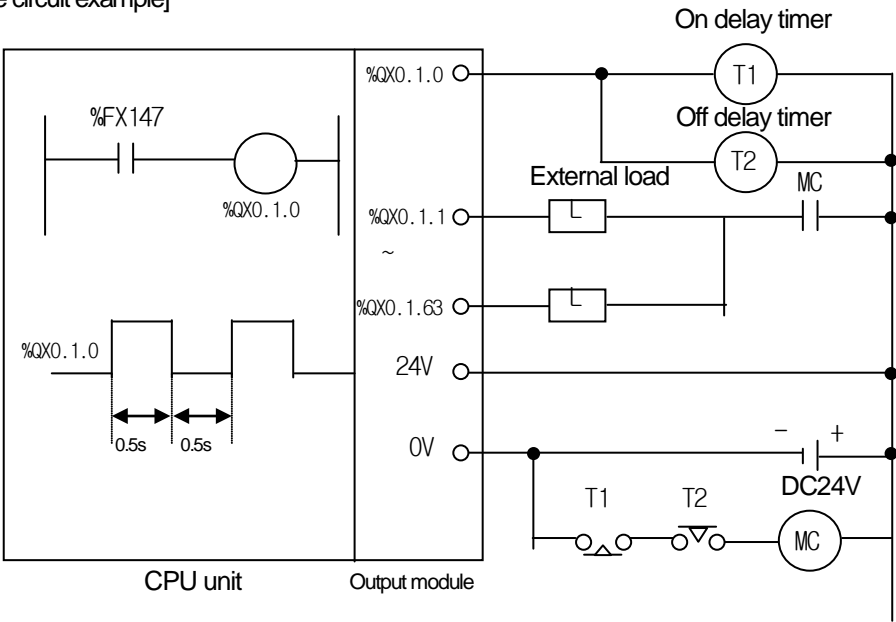 e circuit example]
On delay timer
%QX0.1.0
T1
%FX147
Off delay timer
T2
External load
MC
%QX0.1.0
%QX0.1.1
L
~
%QX0.1.63
L
%QX0.1.0
24V
0.5s
0.5s
0V
- +
DC24V
T1
T2
MC
CPU unit
Output module